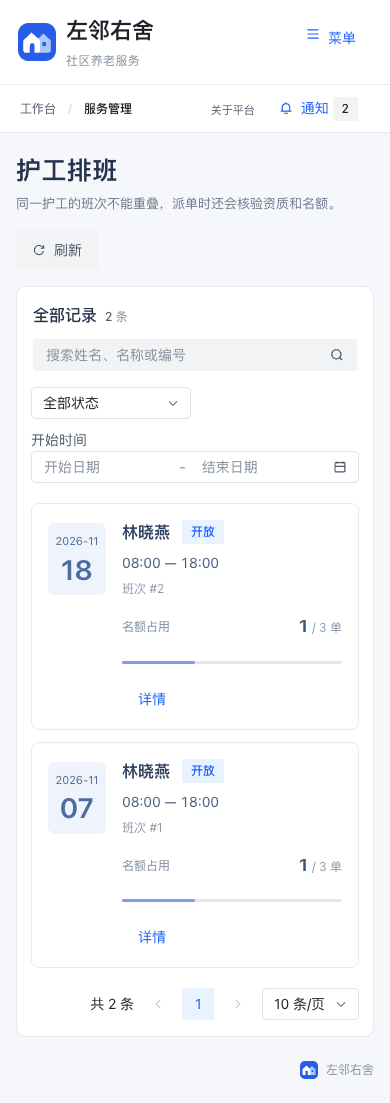 左邻右舍
社区养老服务
菜单
工作台 / 服务管理 关于平台 通知 2
护工排班
同一护工的班次不能重叠，派单时还会核验资质和名额。
刷新
全部记录 2 条
搜索姓名、名称或编号
全部状态
开始时间
开始日期 - 结束日期
2026-11
18
林晓燕 开放
08:00 — 18:00
班次 #2
名额占用 1 / 3 单
详情
2026-11
07
林晓燕 开放
08:00 — 18:00
班次 #1
名额占用 1 / 3 单
详情
共 2 条 1 10 条/页
左邻右舍